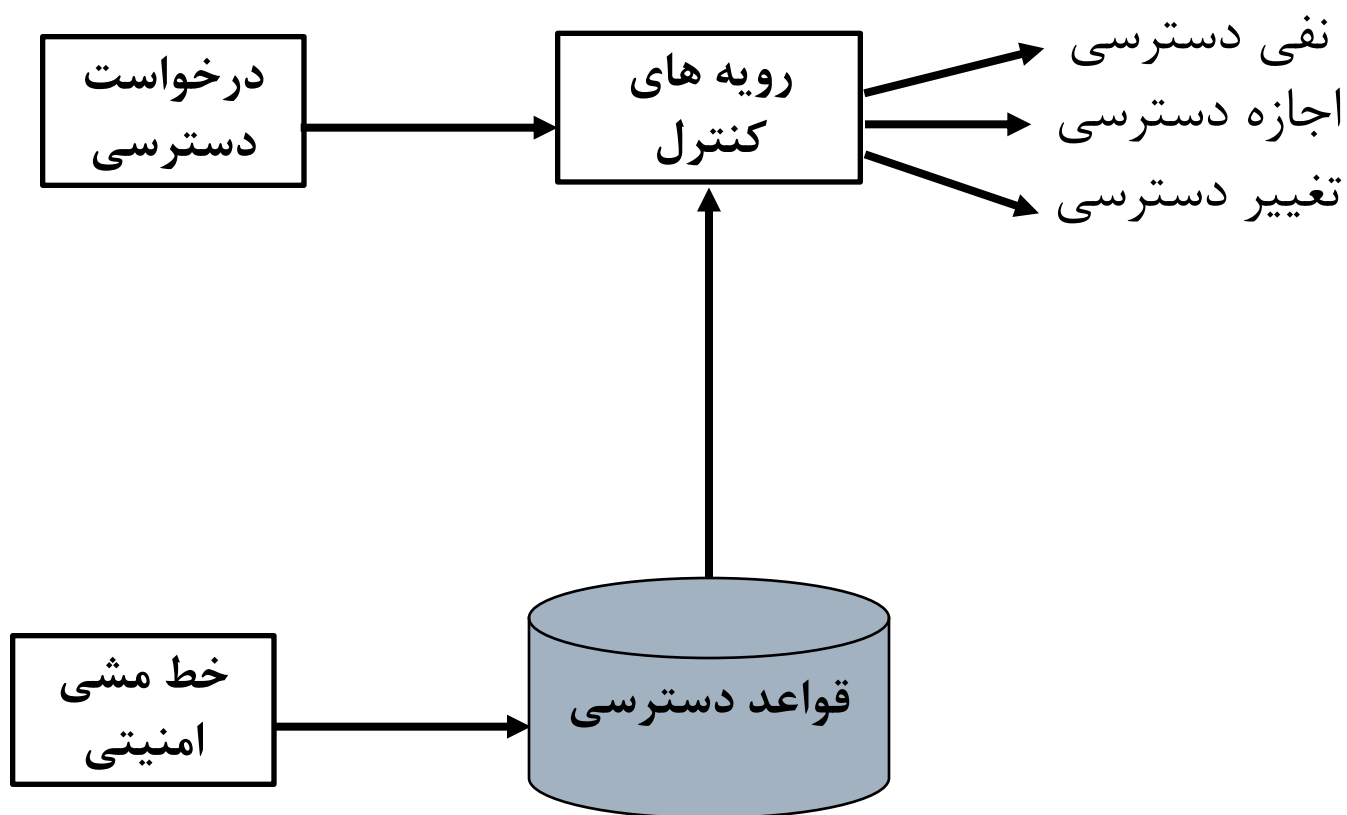 درخواست
دسترسی
رویه های
کنترل
نفی دسترسی
اجازه دسترسی
تغییر دسترسی
خط مشی
امنیتی
قواعد دسترسی